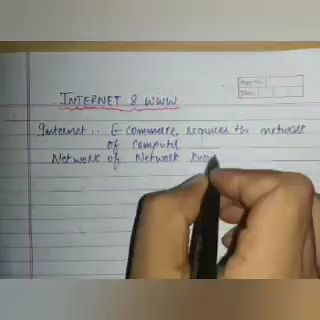 INTERNET & WWW
Internet :- E-commerce requires the network
of computer
Network of Network